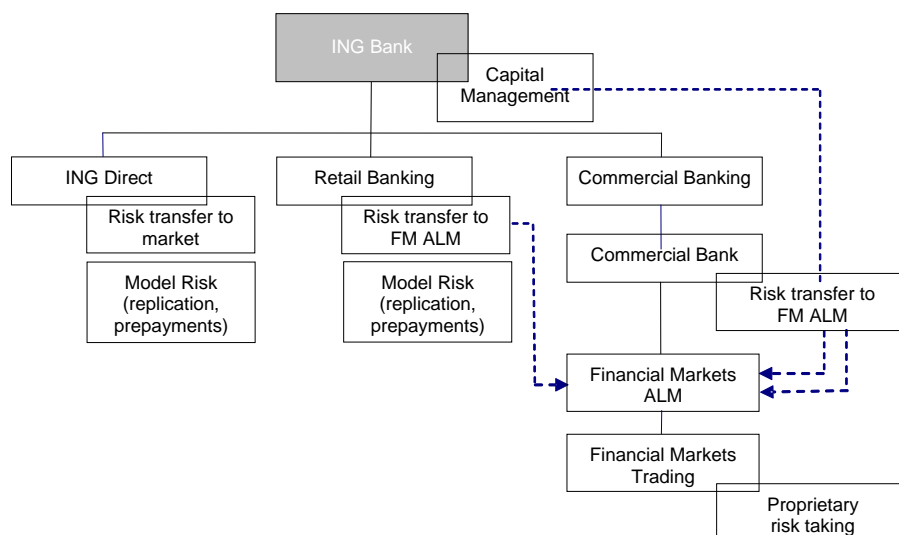 ING Bank
Capital
Management
ING Direct
Retail Banking
Commercial Banking
Risk transfer to
market
Risk transfer to
FM ALM
Commercial Bank
Model Risk
(replication,
prepayments)
Model Risk
(replication,
prepayments)
Risk transfer to
FM ALM
Financial Markets
ALM
Financial Markets
Trading
Proprietary
risk taking